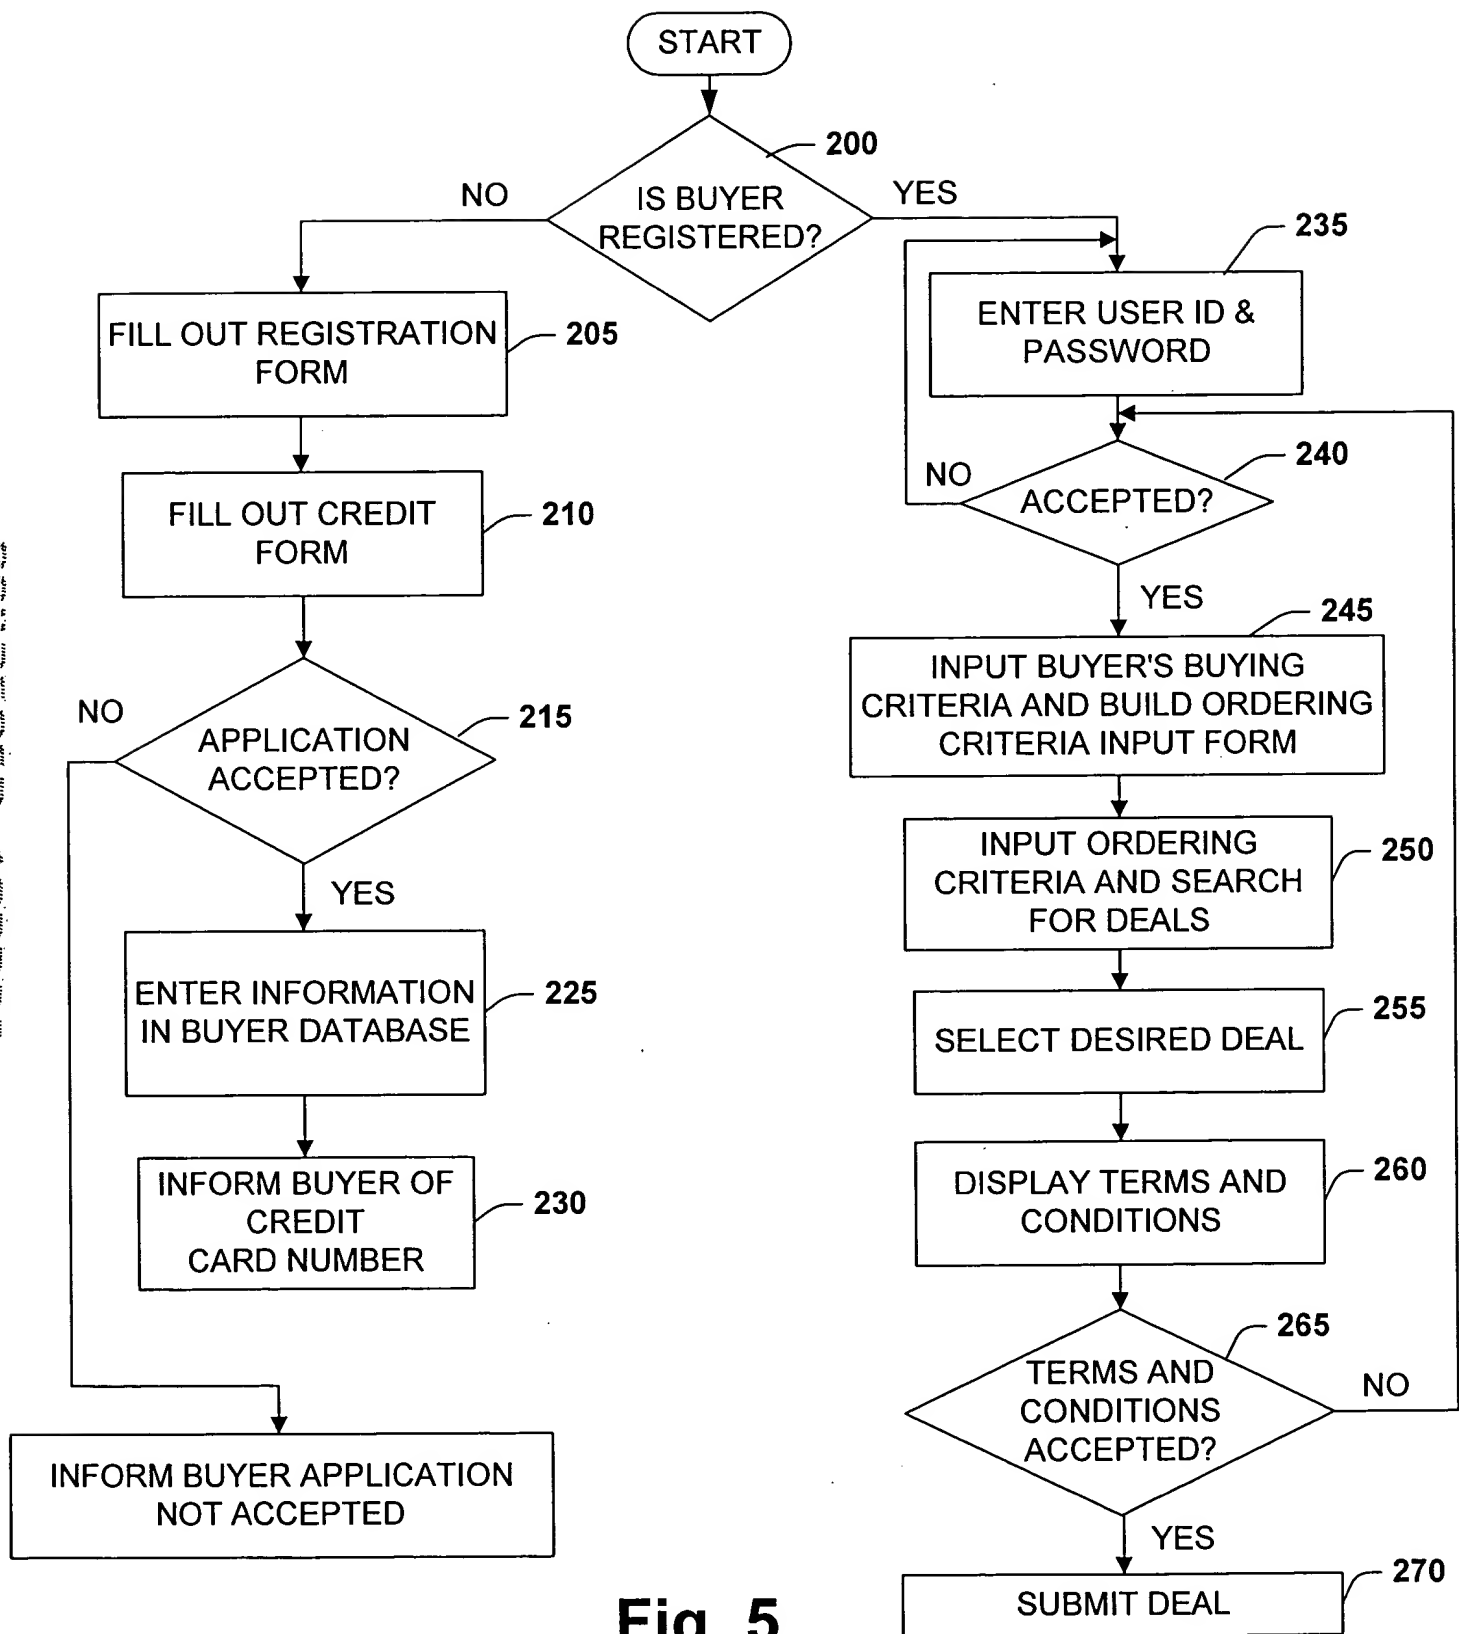 START
200
IS BUYER
REGISTERED?
NO
YES
235
ENTER USER ID &
PASSWORD
FILL OUT REGISTRATION
FORM
205
240
NO
ACCEPTED?
YES
FILL OUT CREDIT
FORM
210
245
INPUT BUYER'S BUYING
CRITERIA AND BUILD ORDERING
CRITERIA INPUT FORM
NO
215
APPLICATION
ACCEPTED?
YES
INPUT ORDERING
CRITERIA AND SEARCH
FOR DEALS
250
ENTER INFORMATION
IN BUYER DATABASE
225
SELECT DESIRED DEAL
255
INFORM BUYER OF
CREDIT
CARD NUMBER
230
DISPLAY TERMS AND
CONDITIONS
260
265
TERMS AND
CONDITIONS
ACCEPTED?
NO
YES
INFORM BUYER APPLICATION
NOT ACCEPTED
270
SUBMIT DEAL
Fig. 5